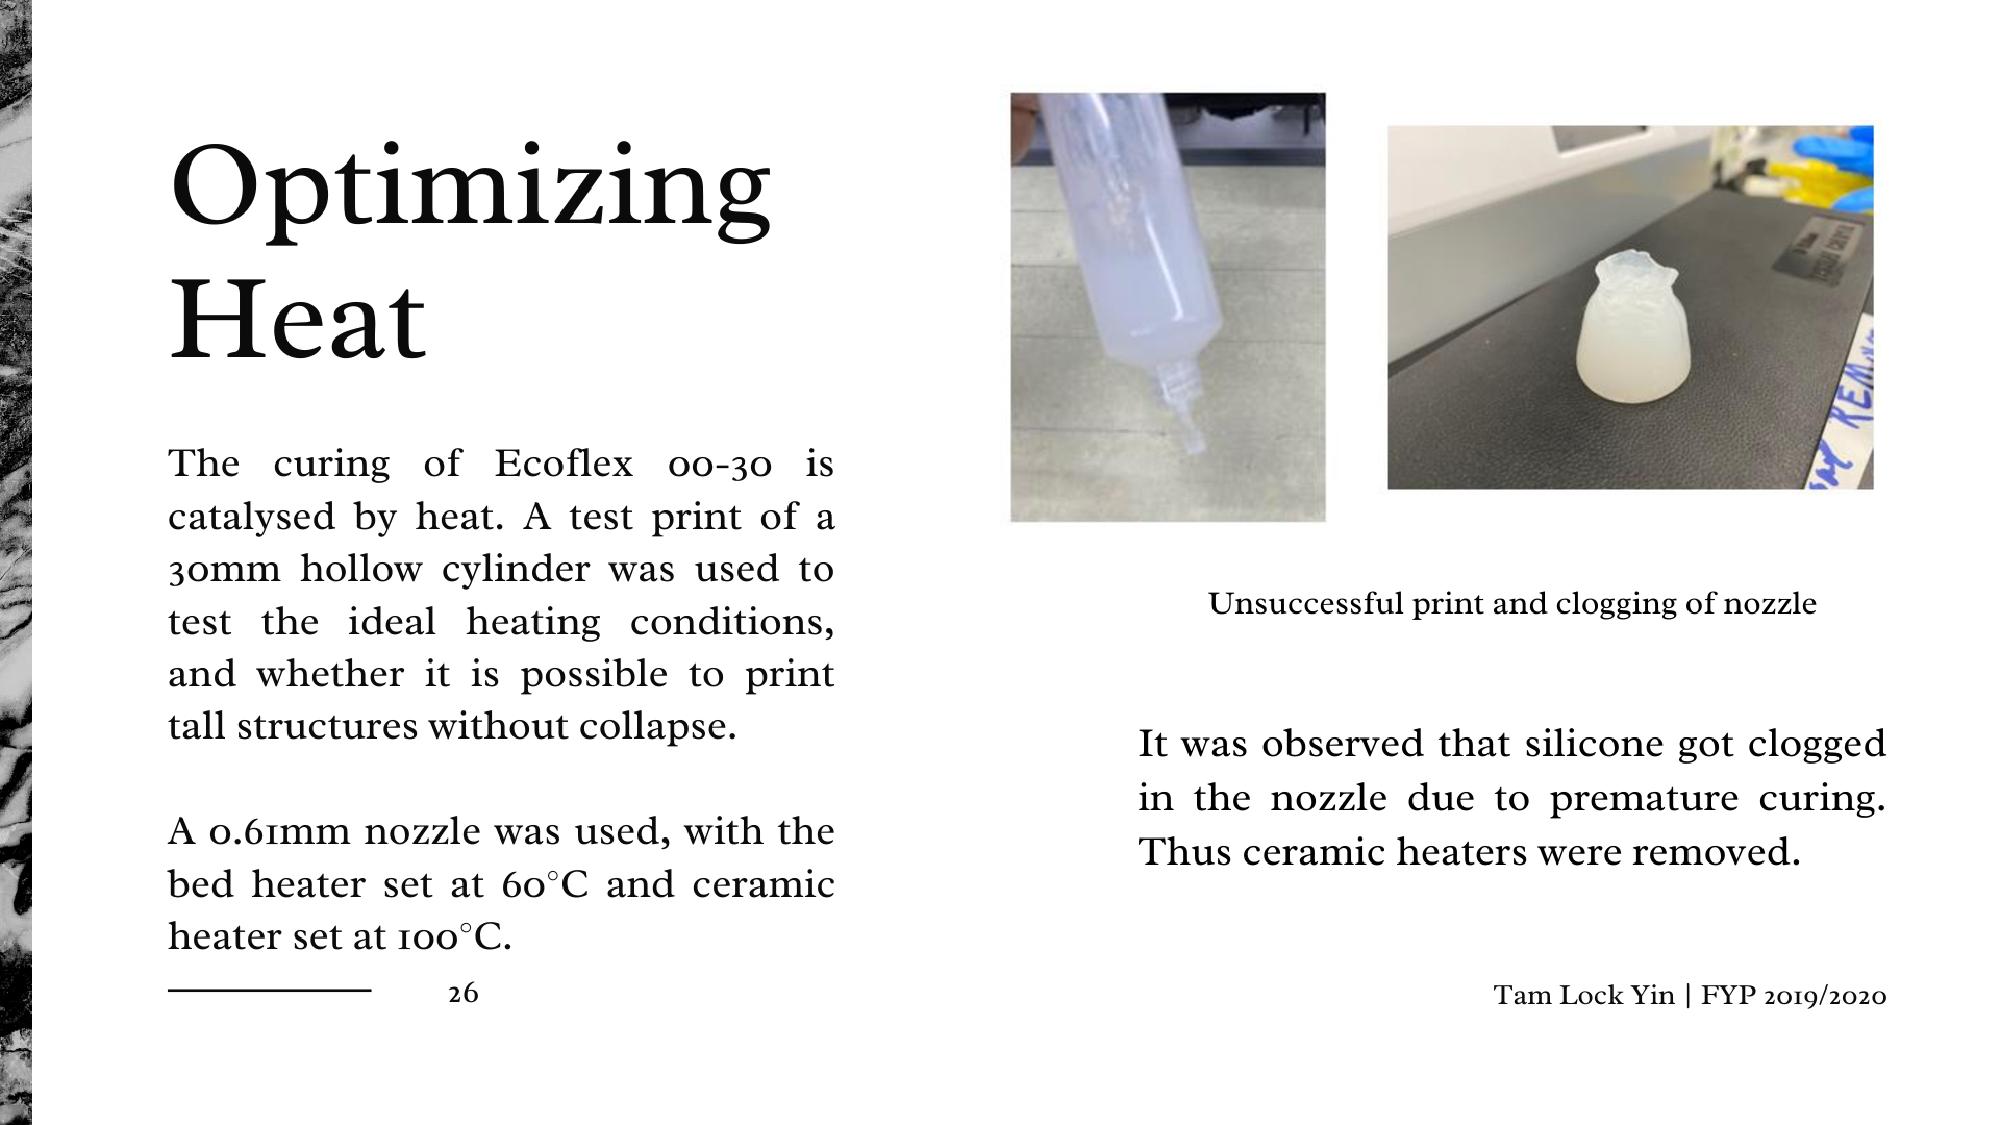 Optimizing
Heat
The curing of Ecoflex 00-30 is
catalysed by heat. A test print of a
30mm hollow cylinder was used to
test the ideal heating conditions,
and whether it is possible to print
tall structures without collapse.
A 0.61mm nozzle was used, with the
bed heater set at 60°C and ceramic
heater set at 100°C.
Unsuccessful print and clogging of nozzle
It was observed that silicone got clogged
in the nozzle due to premature curing.
Thus ceramic heaters were removed.
26
Tam Lock Yin | FYP 2019/2020